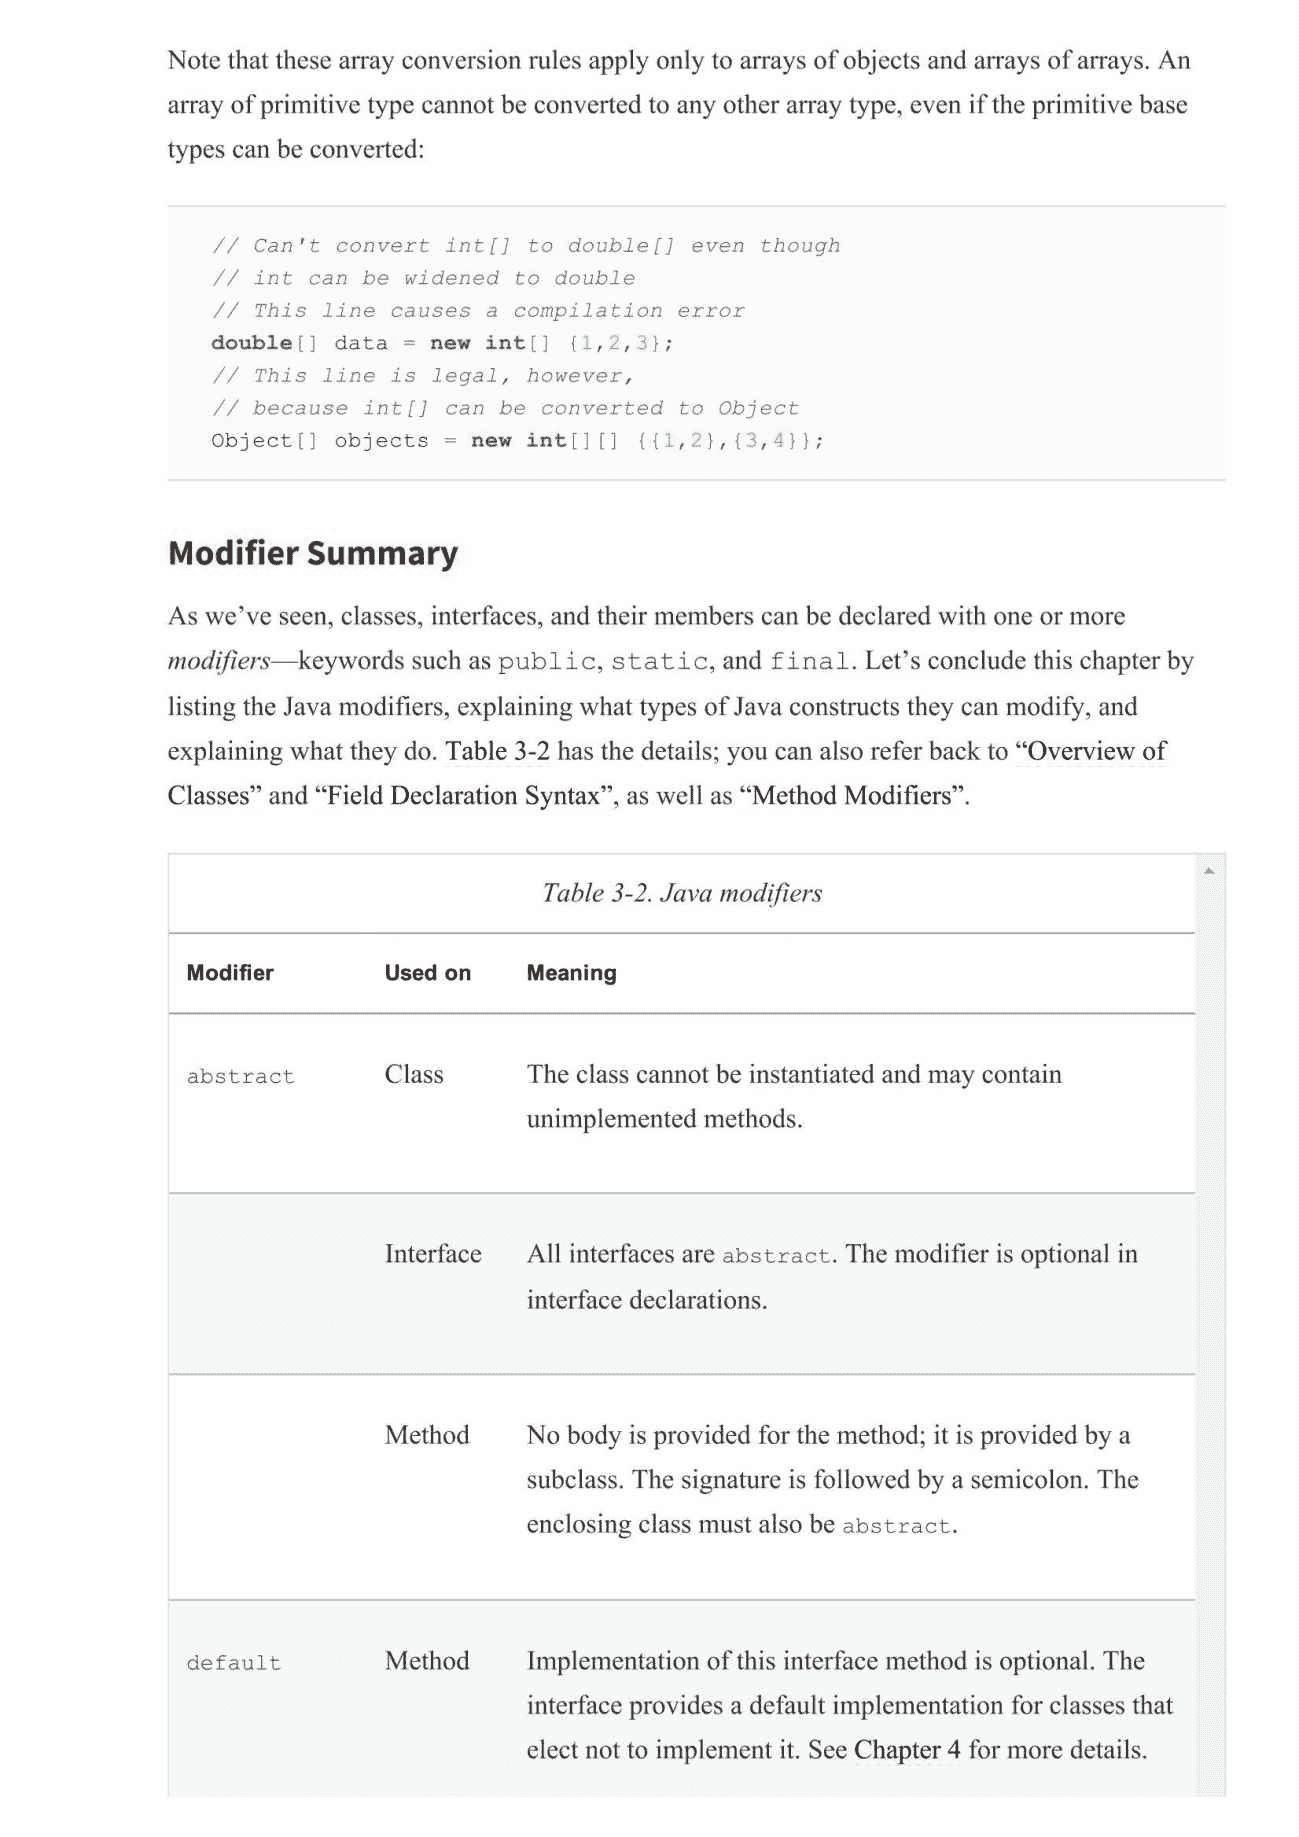 Note that these array conversion rules apply only to arrays of objects and arrays of arrays. An
array of primitive type cannot be converted to any other array type, even if the primitive base
types can be converted:
// Can't convert int[] to double[] even though
// int can be widened to double
// This line causes a compilation error
double[] data = new int[] {1,2,3};
// This line is legal, however,
// because int[] can be converted to Object
Object[] objects = new int[][] {{1,2},{3,4}};
Modifier Summary
As we’ve seen, classes, interfaces, and their members can be declared with one or more
modifiers—keywords such as public, static, and final. Let’s conclude this chapter by
listing the Java modifiers, explaining what types of Java constructs they can modify, and
explaining what they do. Table 3-2 has the details; you can also refer back to “Overview of
Classes” and “Field Declaration Syntax”, as well as “Method Modifiers”.
Table 3-2. Java modifiers
Modifier Used on Meaning
abstract Class The class cannot be instantiated and may contain
unimplemented methods.
Interface All interfaces are abstract. The modifier is optional in
interface declarations.
Method No body is provided for the method; it is provided by a
subclass. The signature is followed by a semicolon. The
enclosing class must also be abstract.
default Method Implementation of this interface method is optional. The
interface provides a default implementation for classes that
elect not to implement it. See Chapter 4 for more details.